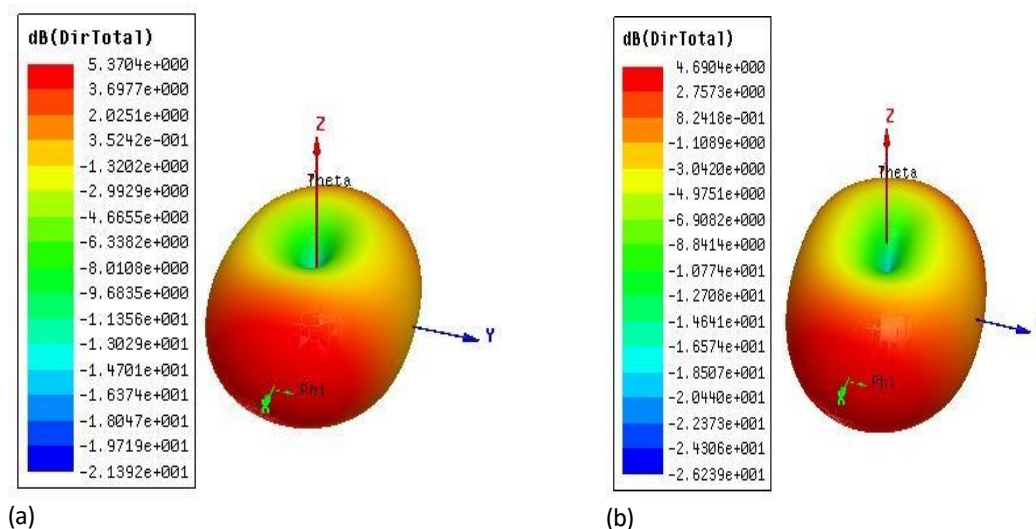 dB(DirTotal)
5.3704e+000
3.6977e+000
2.0251e+000
3.5242e-001
-1.3202e+000
-2.9929e+000
-4.6655e+000
-6.3382e+000
-8.0108e+000
-9.6835e+000
-1.1356e+001
-1.3029e+001
-1.4701e+001
-1.6374e+001
-1.8047e+001
-1.9719e+001
-2.1392e+001
Z
Theta
Y
Phi
(a)
dB(DirTotal)
4.6904e+000
2.7573e+000
8.2418e-001
-1.1089e+000
-3.0420e+000
-4.9751e+000
-6.9082e+000
-8.8414e+000
-1.0774e+001
-1.2708e+001
-1.4641e+001
-1.6574e+001
-1.8507e+001
-2.0440e+001
-2.2373e+001
-2.4306e+001
-2.6239e+001
Z
Theta
Phi
(b)